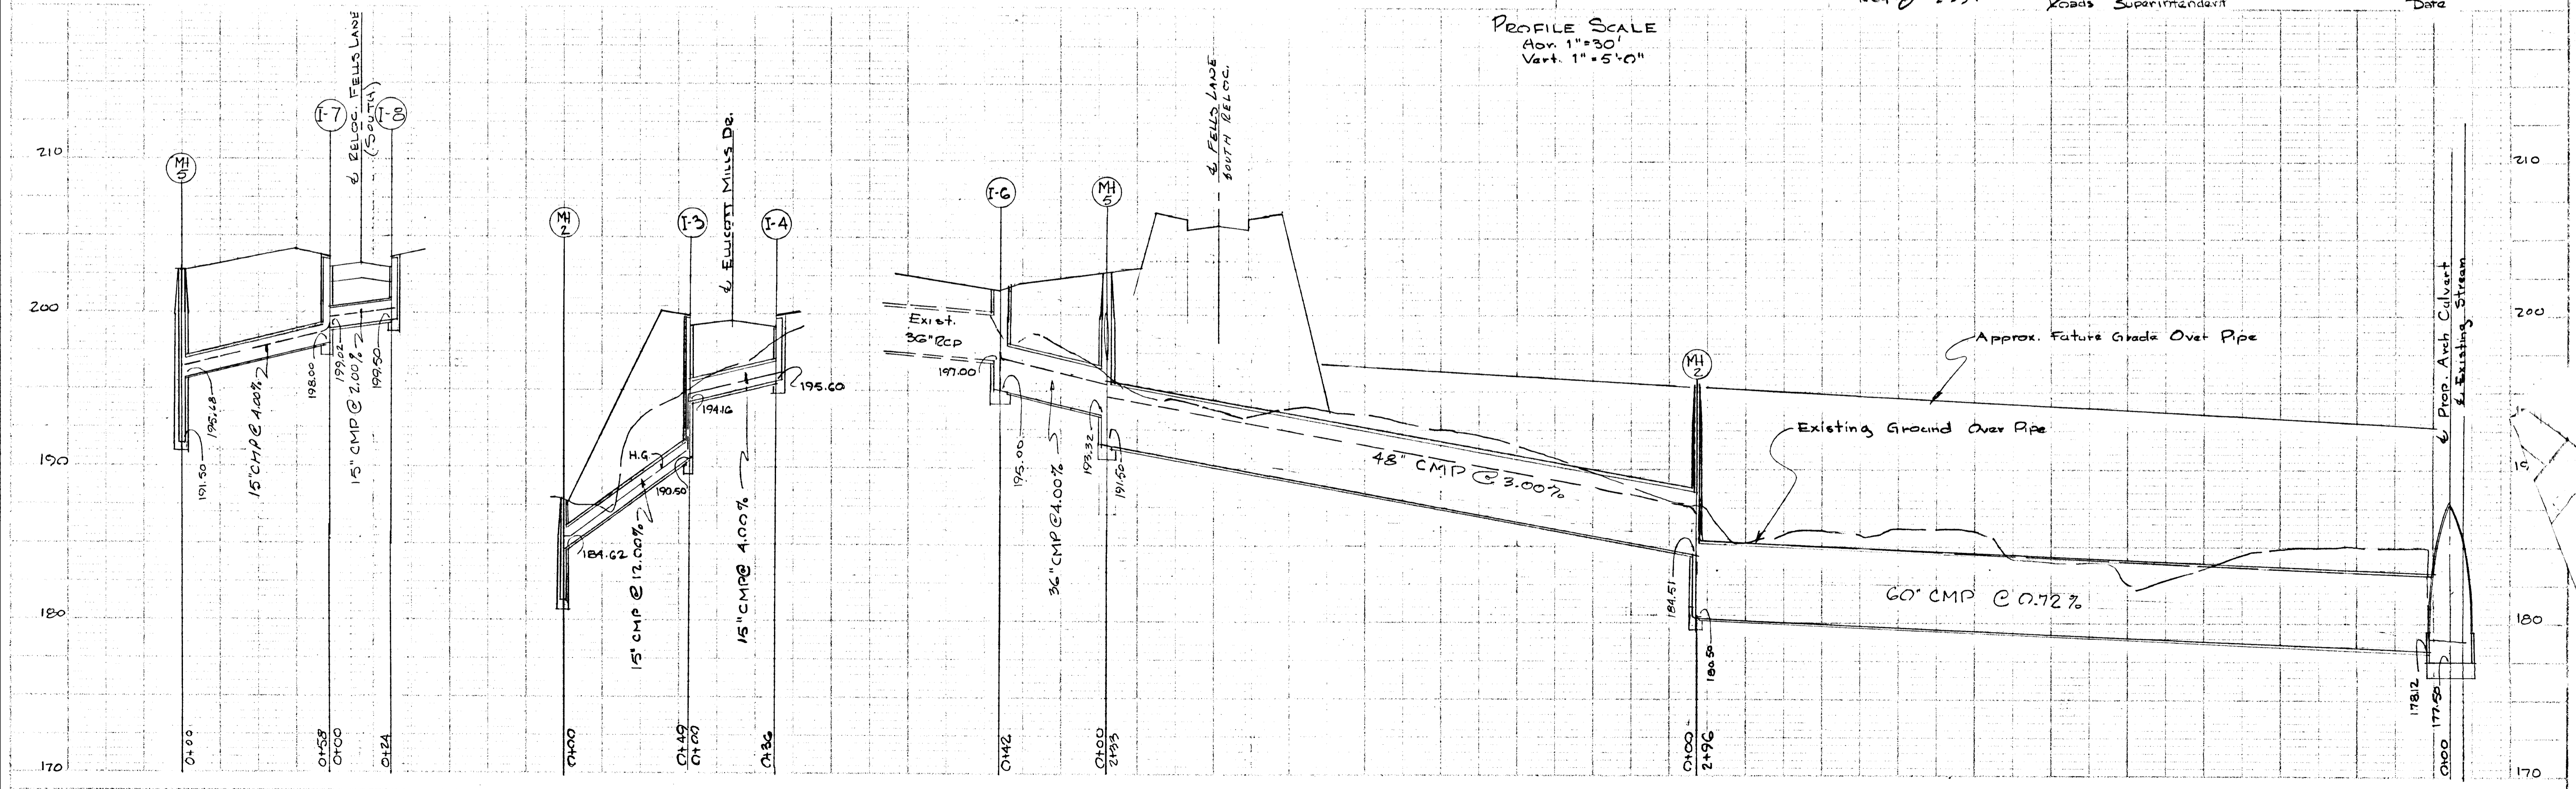 Roads Superintendent
Date
PROFILE SCALE
Hor. 1"=30'
Vert. 1"=5'-0"
210
200
190
180
170
MH
5
I-7
I-8
℄ RELOC. FELLS LANE
(SOUTH)
195.68
191.50
15" CMP @ 4.00%
198.00
199.02
15" CMP @ 2.00%
199.50
0+00
0+58
0+00
0+24
MH
2
I-3
I-4
℄ ELLICOTT MILLS DR.
H.G.
184.62
190.50
194.16
195.60
15" CMP @ 12.00%
15" CMP @ 4.00%
0+00
0+49
0+00
0+36
I-6
MH
5
℄ FELLS LANE
SOUTH RELOC.
Exist.
36" RCP
197.00
195.00
36" CMP @ 4.00%
193.32
191.50
48" CMP @ 3.00%
0+42
0+00
2+33
MH
2
Approx. Future Grade Over Pipe
Existing Ground Over Pipe
184.51
180.50
60" CMP @ 0.72%
0+00
2+96
℄ Prop. Arch Culvert
℄ Existing Stream
178.12
177.50
0+00
210
200
180
170